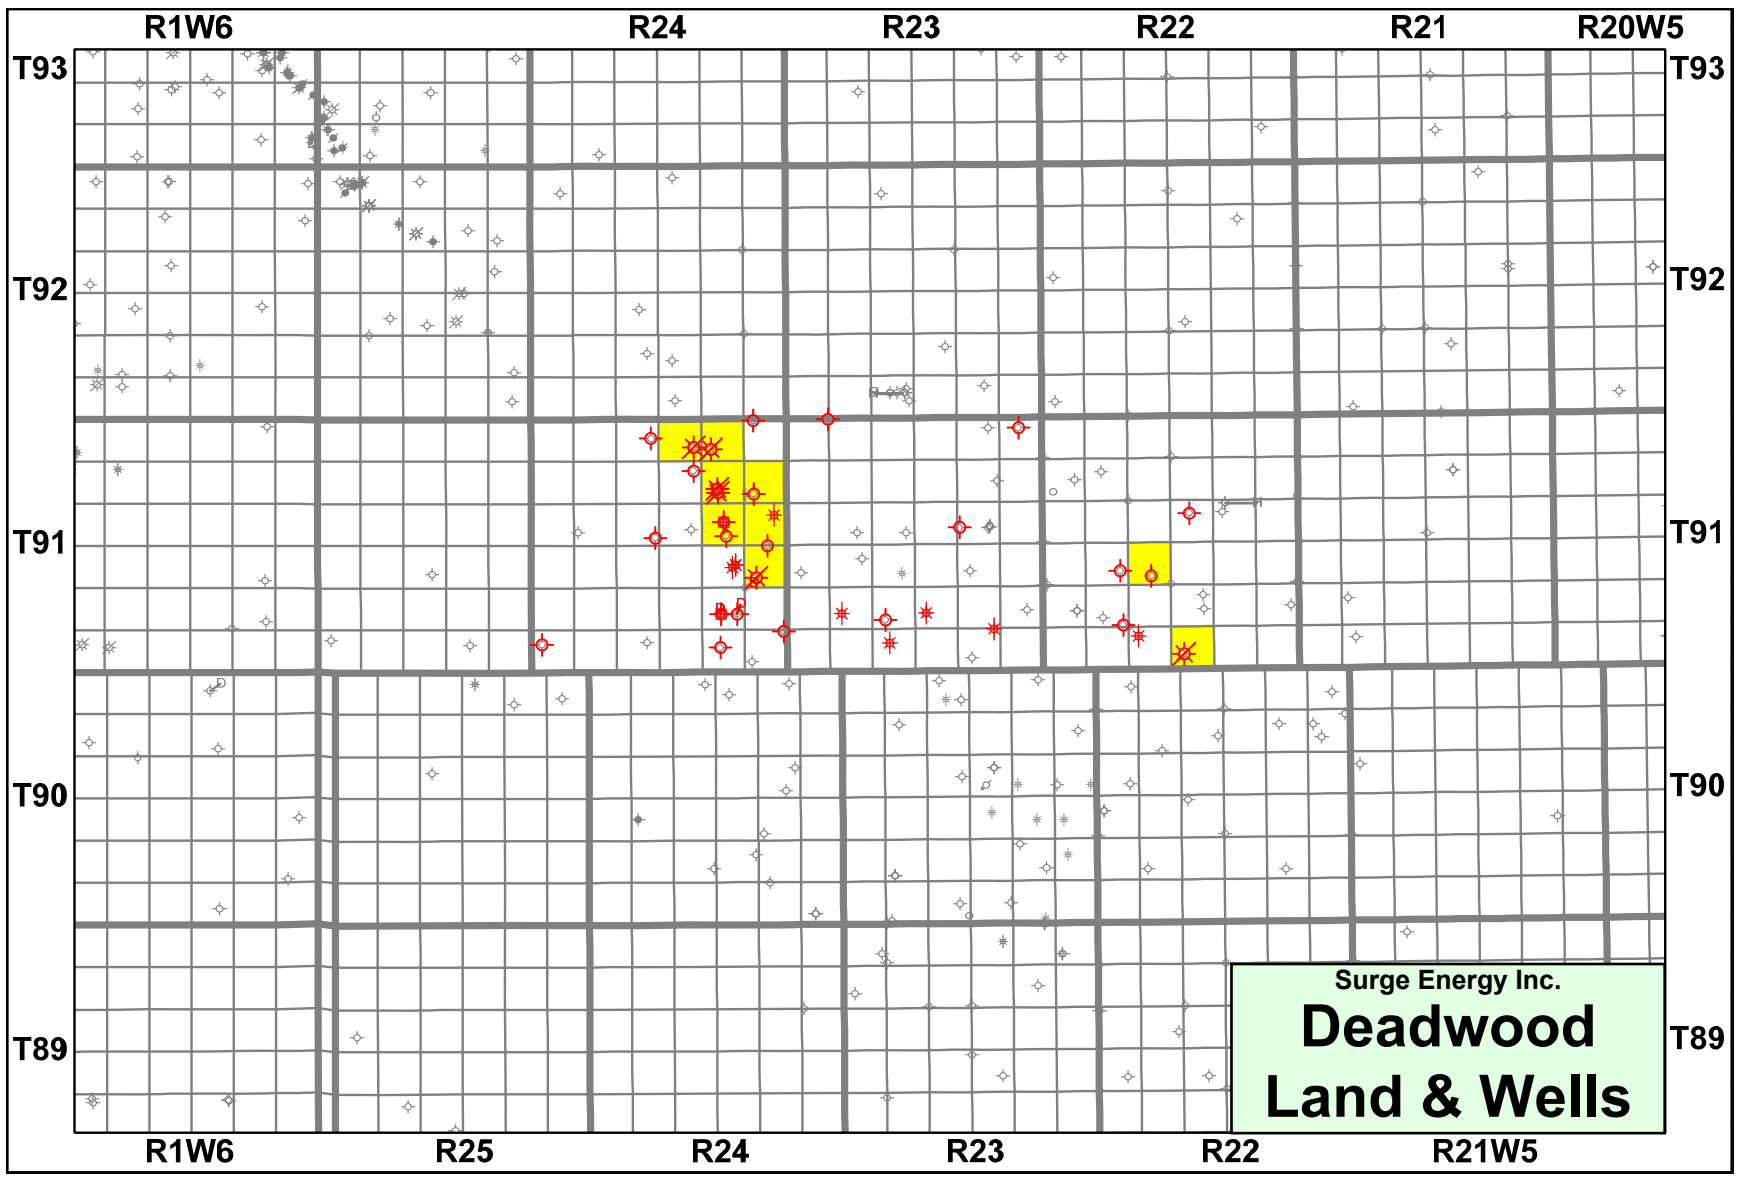 R1W6 R24 R23 R22 R21 R20W5
T93 T93
T92 T92
T91 T91
T90 T90
T89 T89
Surge Energy Inc.
Deadwood
Land & Wells
R1W6 R25 R24 R23 R22 R21W5